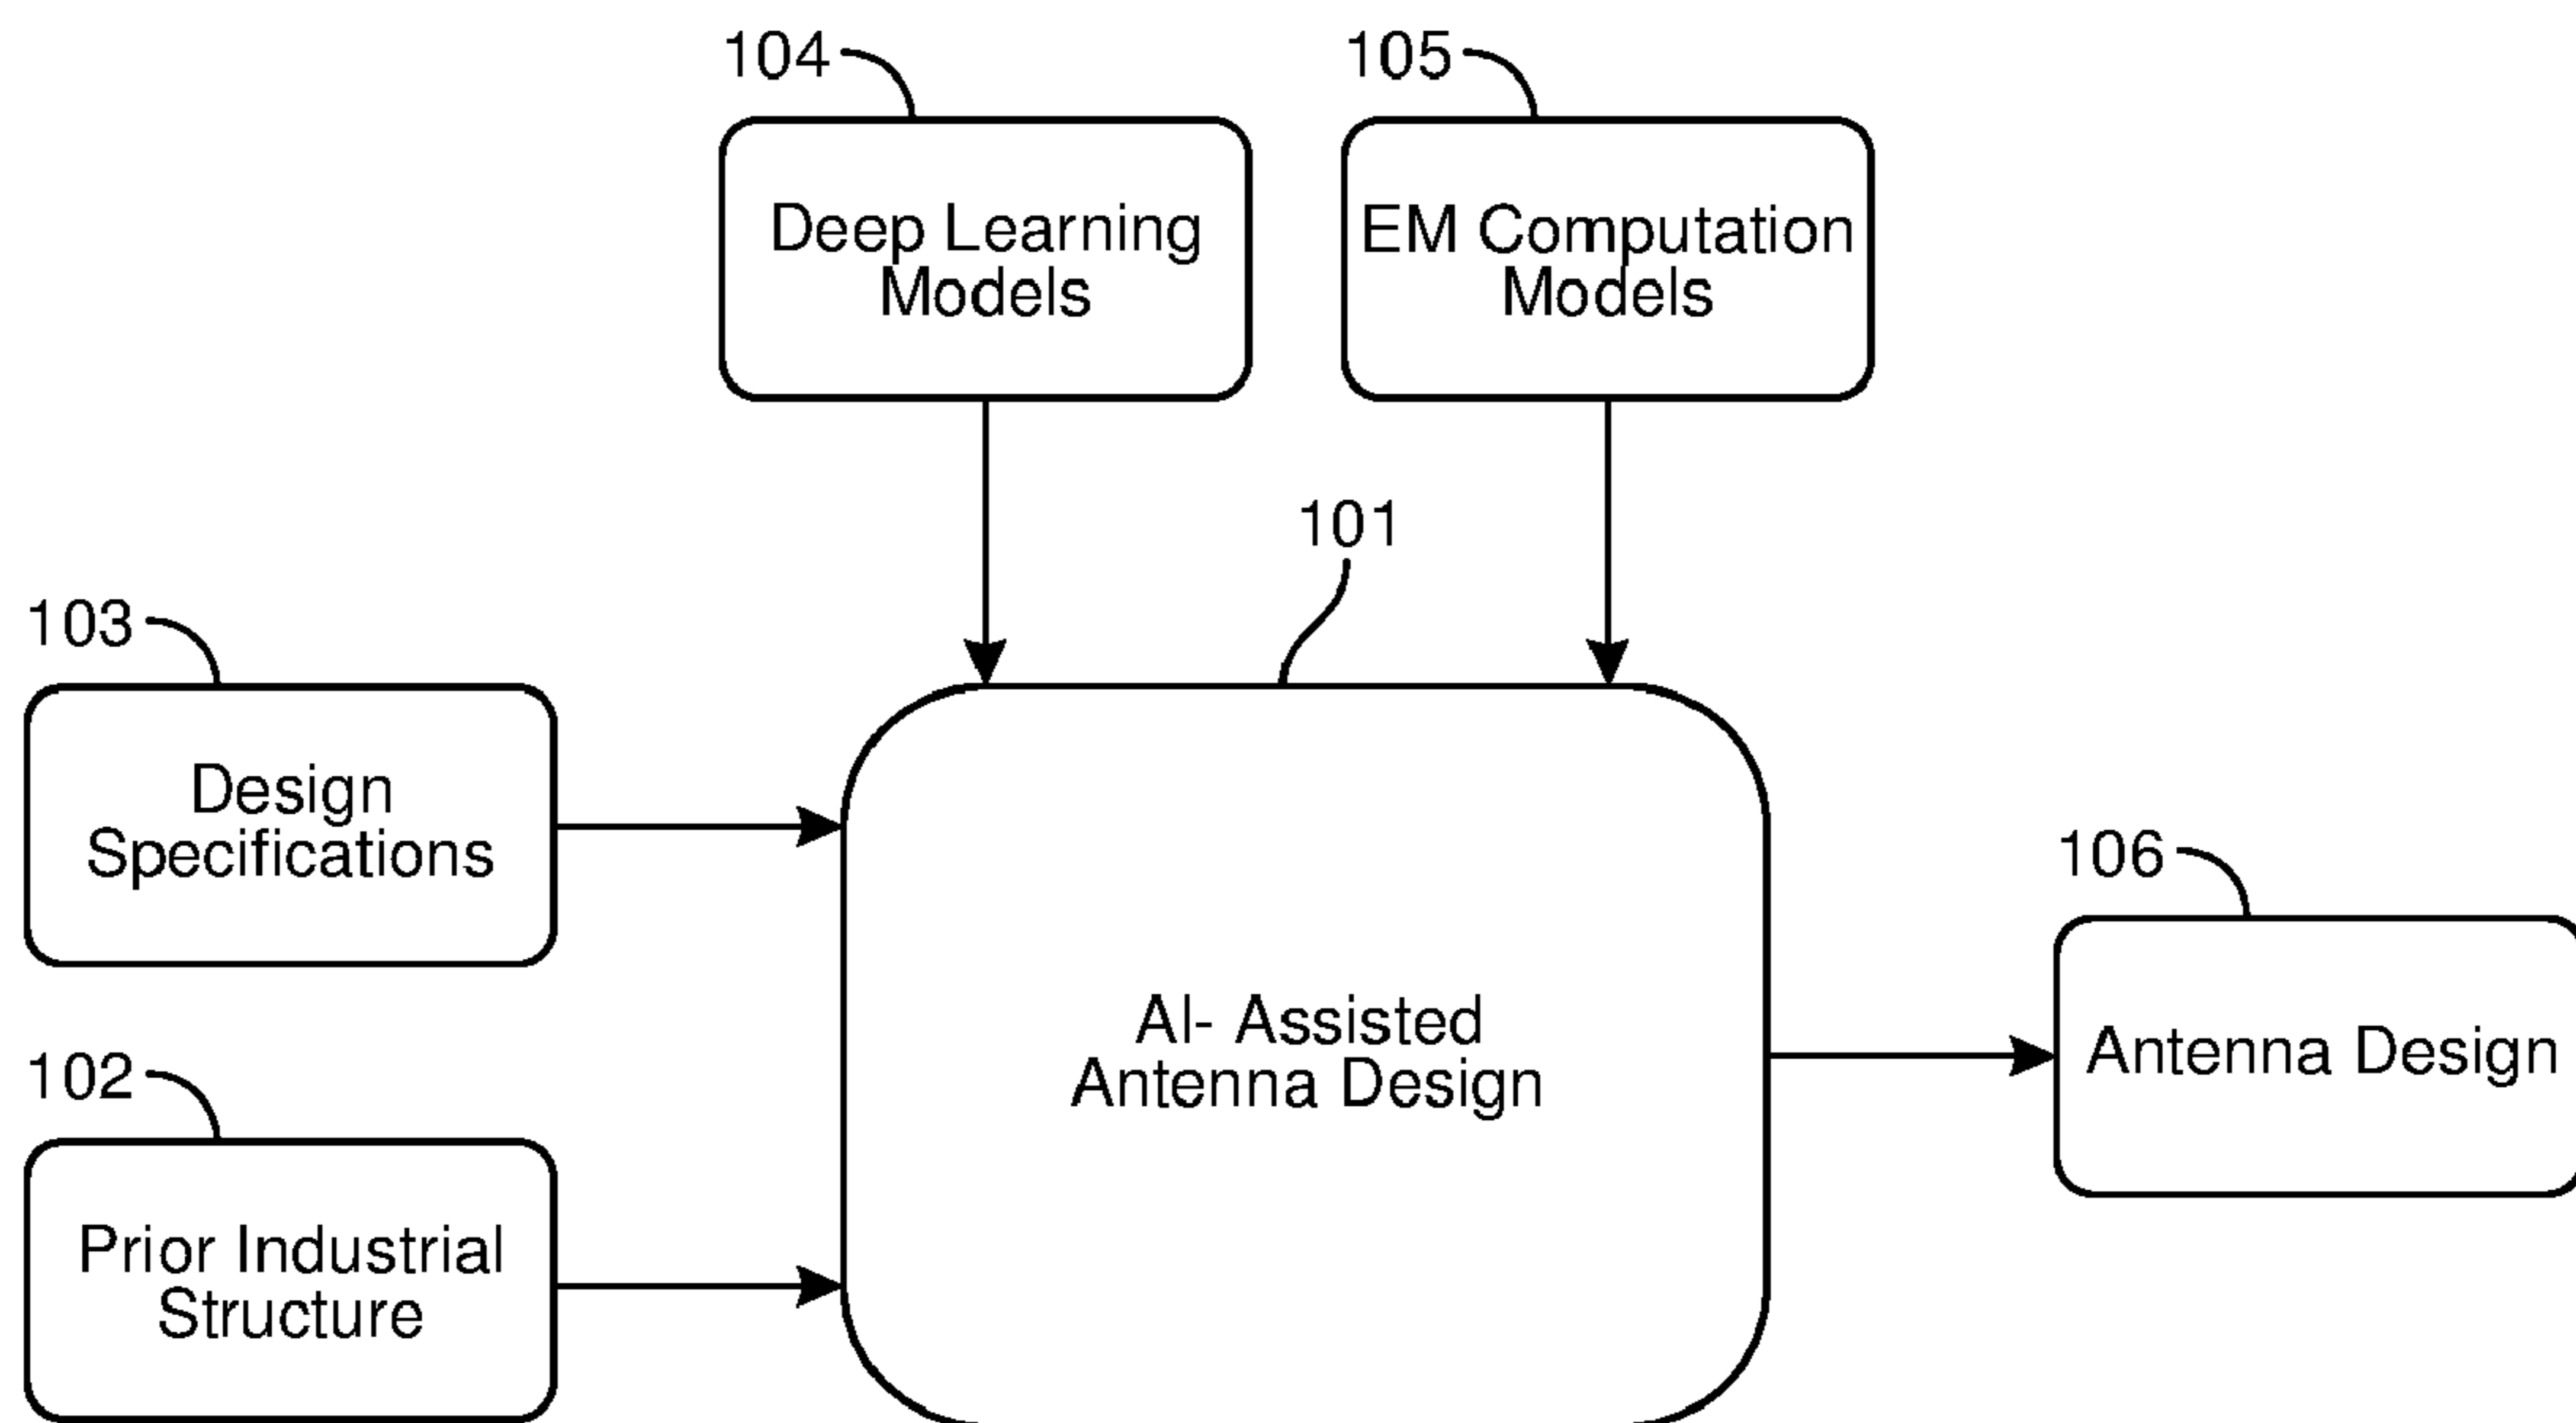 104
105
Deep Learning
Models
EM Computation
Models
101
103
Design
Specifications
106
AI- Assisted
Antenna Design
Antenna Design
102
Prior Industrial
Structure